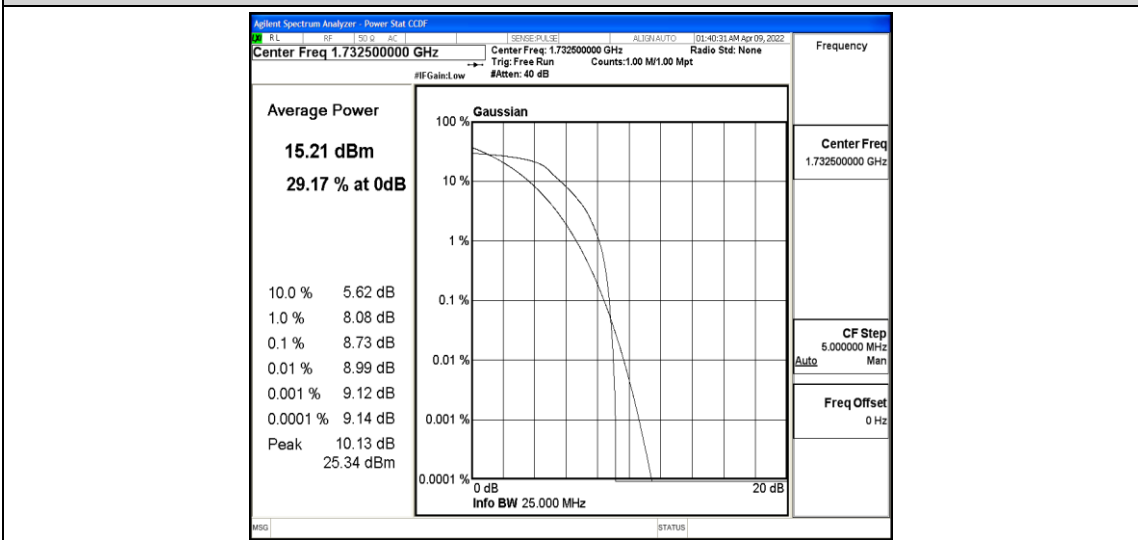 Agilent Spectrum Analyzer - Power Stat CCDF
LXI RL RF 50 Ω AC SENSE:PULSE ALIGN AUTO 01:40:31 AM Apr 09, 2022
Center Freq 1.732500000 GHz
Center Freq: 1.732500000 GHz Radio Std: None
Trig: Free Run Counts:1.00 M/1.00 Mpt
#IFGain:Low #Atten: 40 dB
Frequency
Average Power
15.21 dBm
29.17 % at 0dB
10.0 % 5.62 dB
1.0 % 8.08 dB
0.1 % 8.73 dB
0.01 % 8.99 dB
0.001 % 9.12 dB
0.0001 % 9.14 dB
Peak 10.13 dB
25.34 dBm
Gaussian
100 %
10 %
1 %
0.1 %
0.01 %
0.001 %
0.0001 %
0 dB 20 dB
Info BW 25.000 MHz
Center Freq
1.732500000 GHz
CF Step
5.000000 MHz
Auto Man
Freq Offset
0 Hz
MSG STATUS